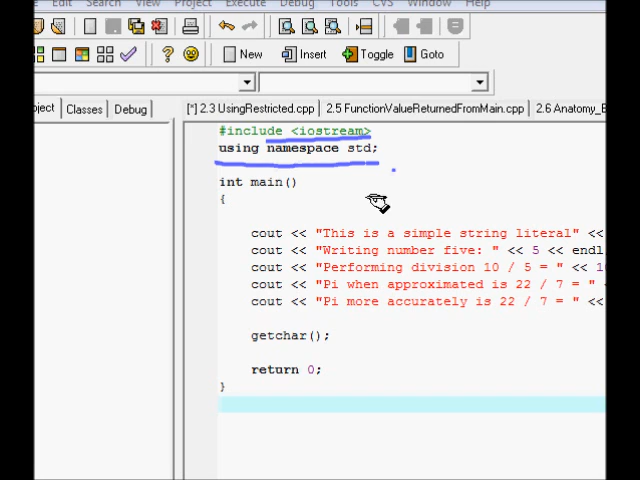 Edit Search View Project Execute Debug Tools CVS Window Help
New Insert Toggle Goto
Classes Debug [*] 2.3 UsingRestricted.cpp 2.5 FunctionValueReturnedFromMain.cpp 2.6 Anatomy_
#include <iostream>
using namespace std;
int main()
{
cout << "This is a simple string literal" <<
cout << "Writing number five: " << 5 << endl
cout << "Performing division 10 / 5 = " << 1
cout << "Pi when approximated is 22 / 7 = "
cout << "Pi more accurately is 22 / 7 = " <<
getchar();
return 0;
}